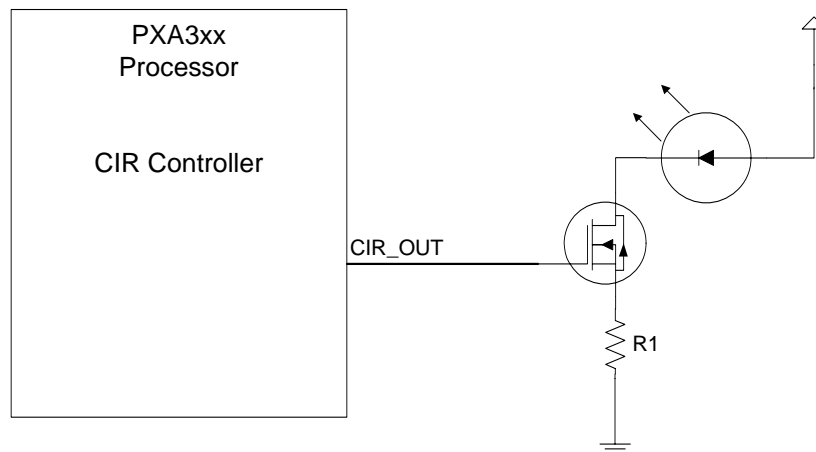 PXA3xx
Processor
CIR Controller
CIR_OUT
R1